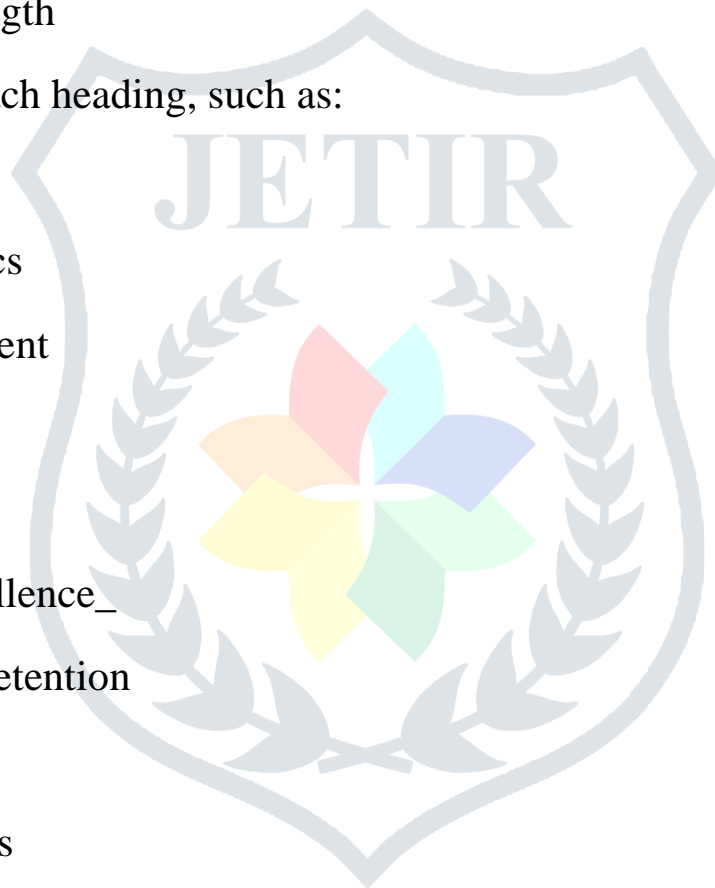 gth
ch heading, such as:
JETIR
cs
ent
llence_
etention
s